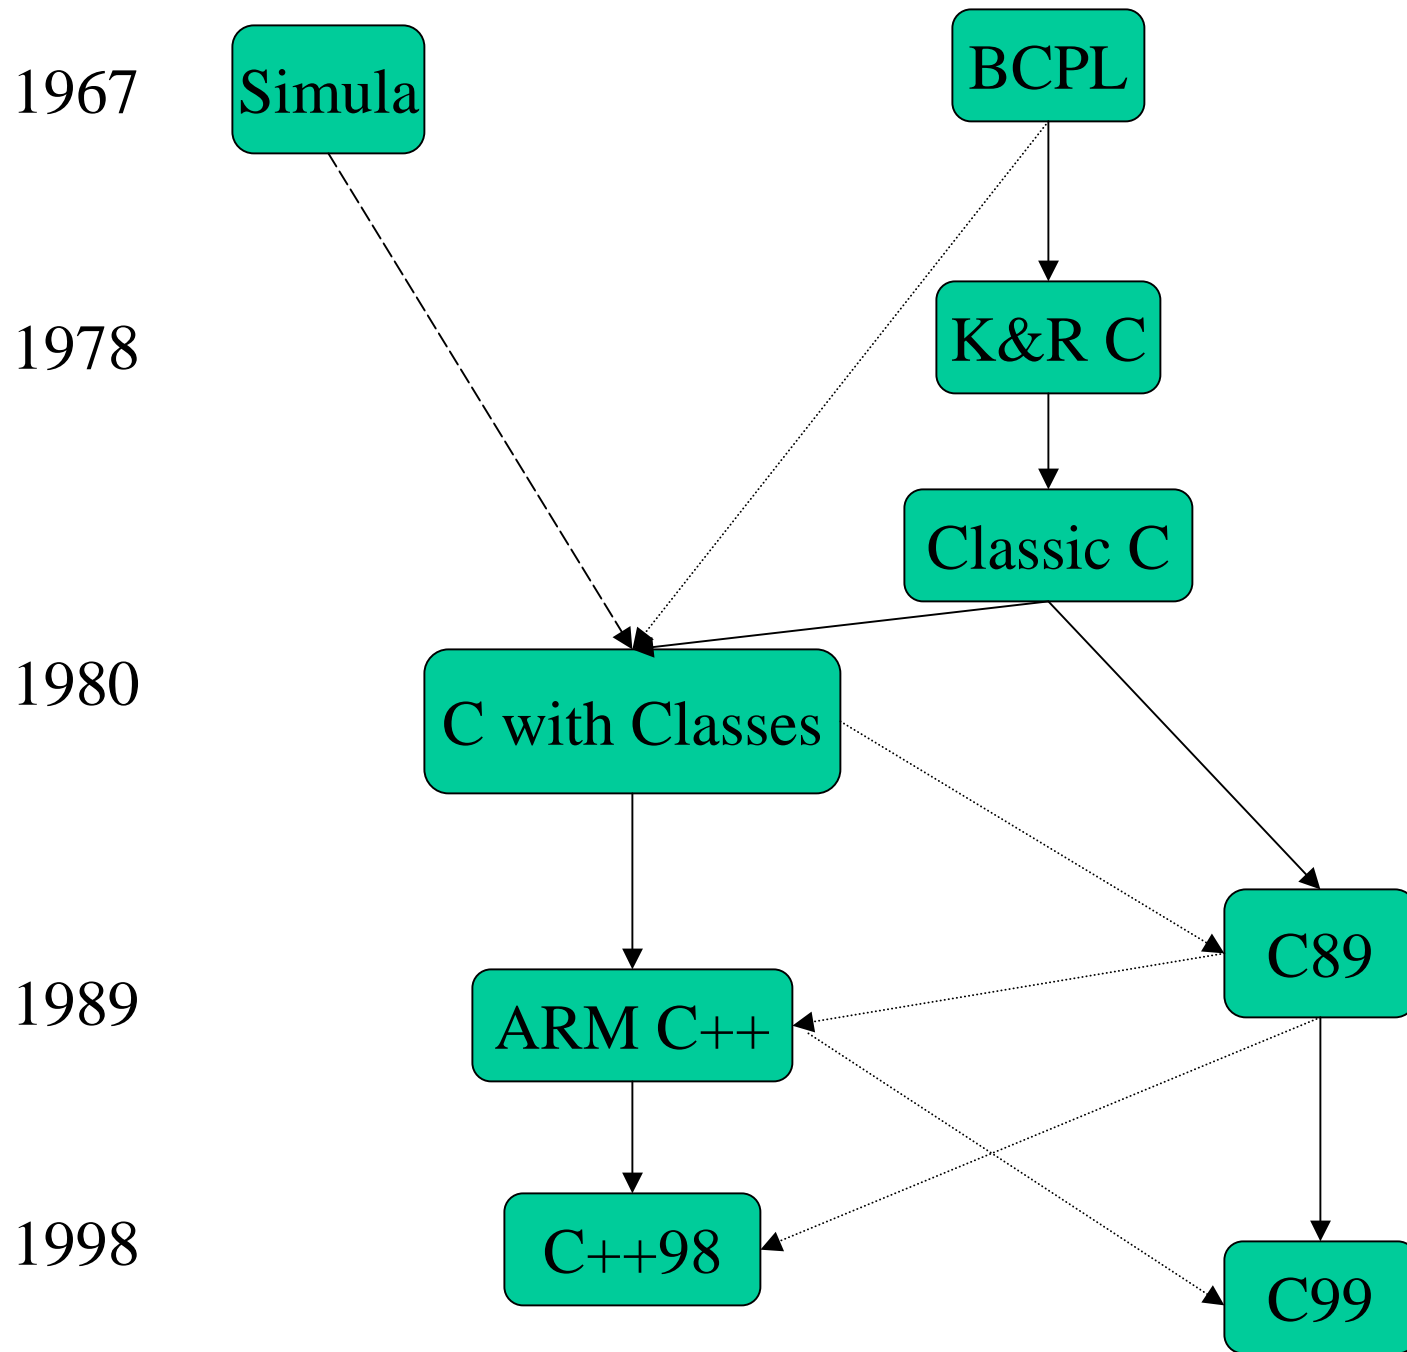 1967
Simula
BCPL
1978
K&R C
Classic C
1980
C with Classes
C89
1989
ARM C++
1998
C++98
C99